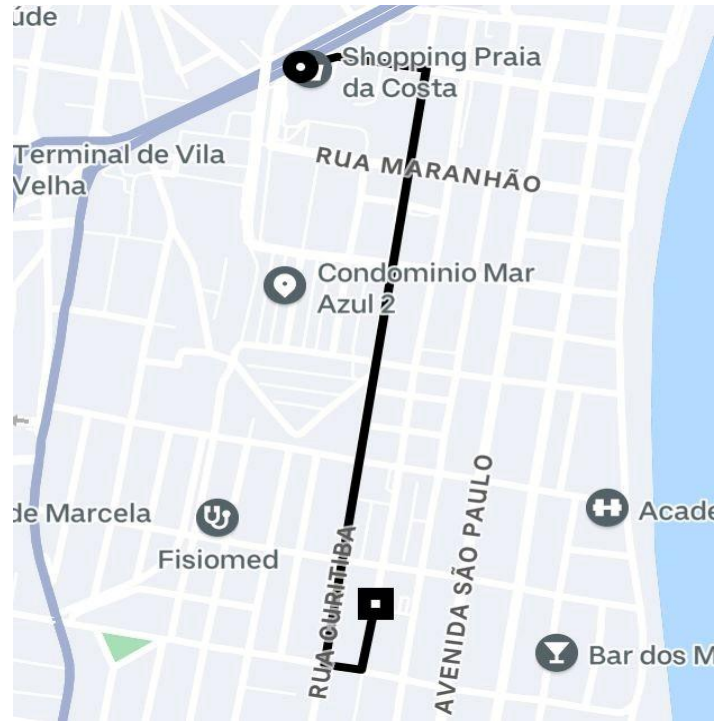 úde
Shopping Praia
da Costa
Terminal de Vila
Velha
RUA MARANHÃO
Condominio Mar
Azul 2
AVENIDA SÃO PAULO
de Marcela
Acade
Fisiomed
RUA CURITIBA
Bar dos M